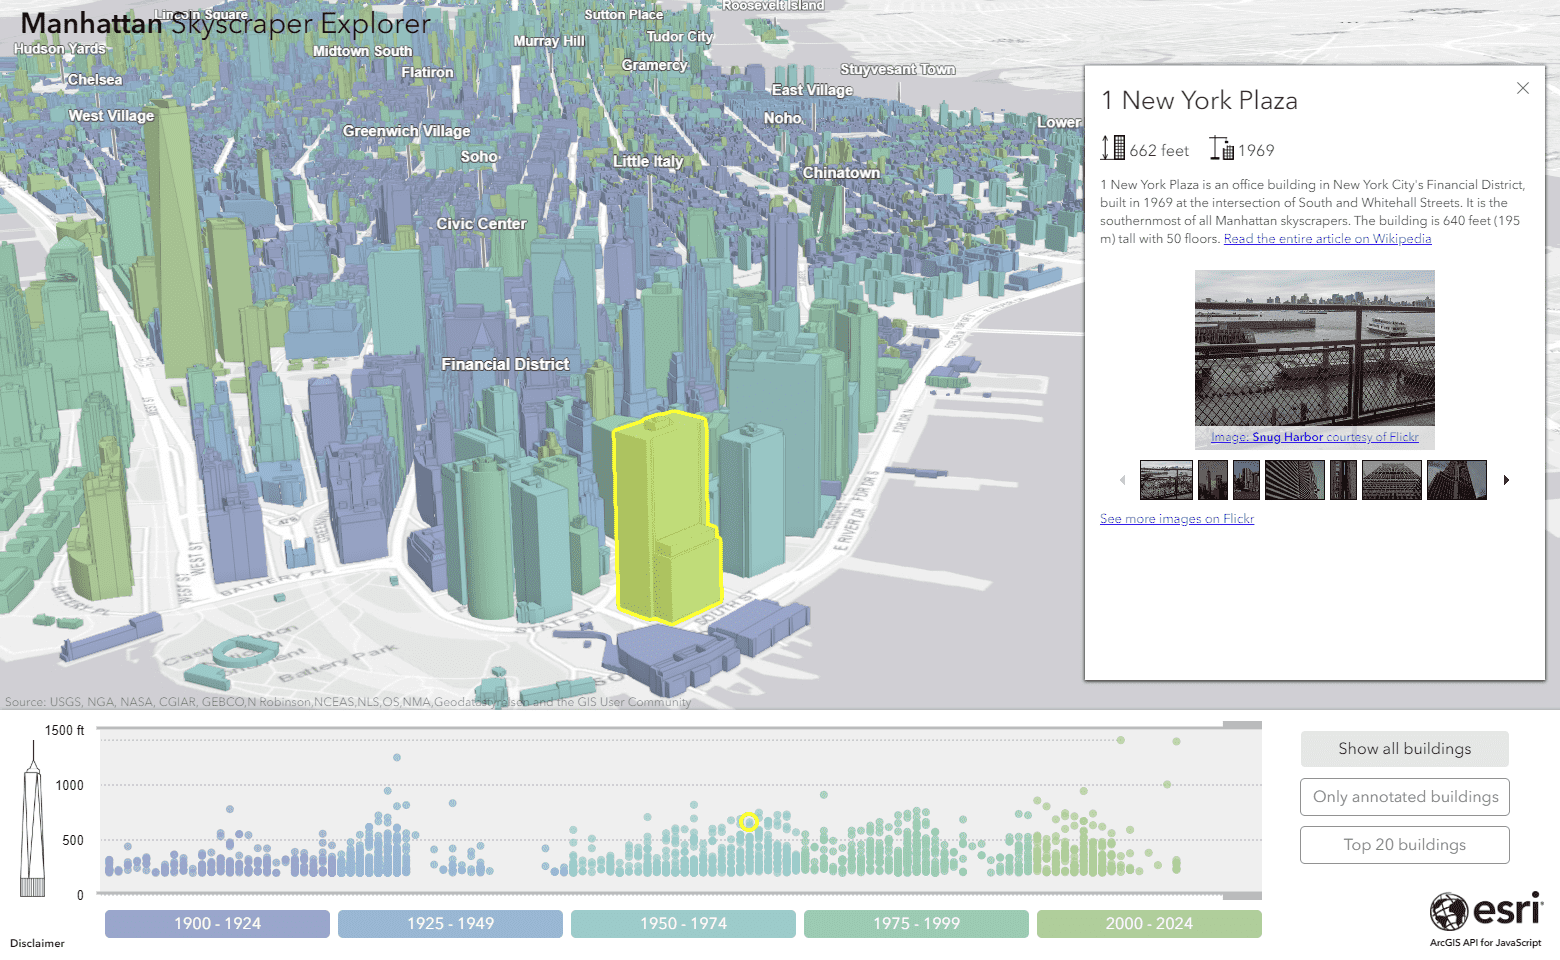 Manhattan Skyscraper Explorer
Lincoln Square
Sutton Place
Roosevelt Island
Hudson Yards
Midtown South
Murray Hill
Tudor City
Chelsea
Flatiron
Gramercy
Stuyvesant Town
West Village
East Village
Greenwich Village
Noho
Lower
Soho
Little Italy
Chinatown
Civic Center
Financial District
WEST ST
WEST ST
BATTERY PL
BATTERY PL
STATE ST
SOUTH ST
E RIVER DR
FDR DR
Battery Park
Source: USGS, NGA, NASA, CGIAR, GEBCO,N Robinson,NCEAS,NLS,OS,NMA,Geodatastyrelsen and the GIS User Community
1 New York Plaza
662 feet 1969
1 New York Plaza is an office building in New York City's Financial District,
built in 1969 at the intersection of South and Whitehall Streets. It is the
southernmost of all Manhattan skyscrapers. The building is 640 feet (195
m) tall with 50 floors. Read the entire article on Wikipedia
Image: Snug Harbor courtesy of Flickr
See more images on Flickr
1500 ft
1000
500
0
1900 - 1924
1925 - 1949
1950 - 1974
1975 - 1999
2000 - 2024
Disclaimer
Show all buildings
Only annotated buildings
Top 20 buildings
esri
ArcGIS API for JavaScript